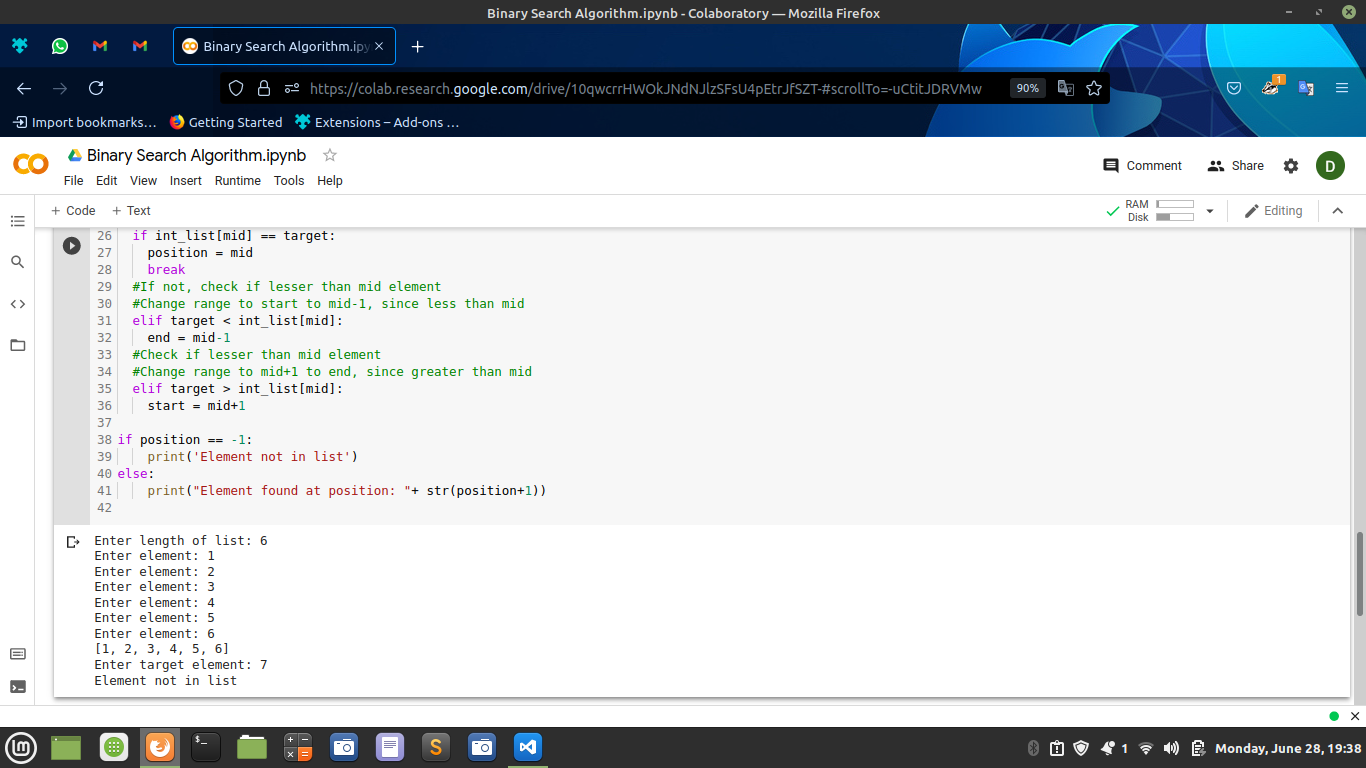 Binary Search Algorithm.ipynb - Colaboratory — Mozilla Firefox
Binary Search Algorithm.ipy
https://colab.research.google.com/drive/10qwcrrHWOkJNdNJlzSFsU4pEtrJfSZT-#scrollTo=-uCtitJDRVMw 90% 1
Import bookmarks… Getting Started Extensions – Add-ons …
Binary Search Algorithm.ipynb
File Edit View Insert Runtime Tools Help
Comment Share D
+ Code + Text
RAM
Disk
Editing
26 if int_list[mid] == target:
27 position = mid
28 break
29 #If not, check if lesser than mid element
30 #Change range to start to mid-1, since less than mid
31 elif target < int_list[mid]:
32 end = mid-1
33 #Check if lesser than mid element
34 #Change range to mid+1 to end, since greater than mid
35 elif target > int_list[mid]:
36 start = mid+1
37
38 if position == -1:
39 print('Element not in list')
40 else:
41 print("Element found at position: "+ str(position+1))
42
Enter length of list: 6
Enter element: 1
Enter element: 2
Enter element: 3
Enter element: 4
Enter element: 5
Enter element: 6
[1, 2, 3, 4, 5, 6]
Enter target element: 7
Element not in list
$_ S 1 Monday, June 28, 19:38